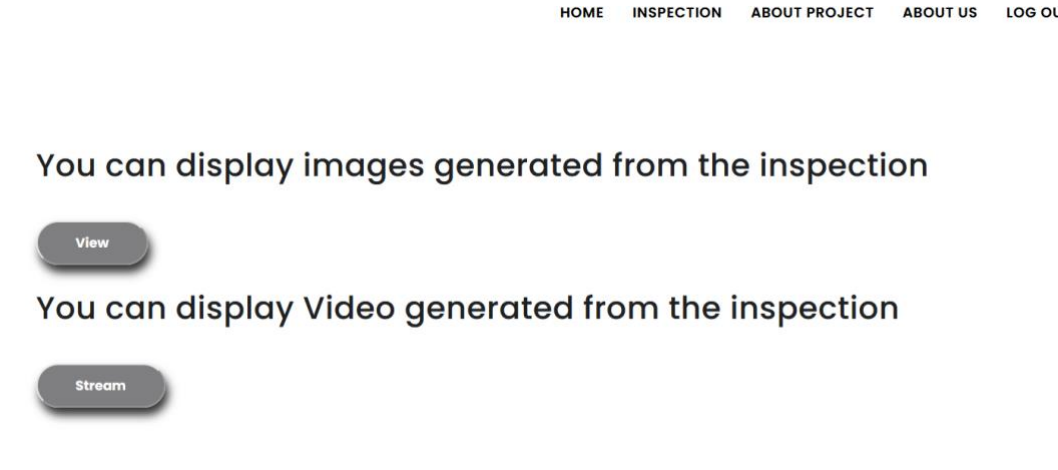 HOME INSPECTION ABOUT PROJECT ABOUT US LOG OU
You can display images generated from the inspection
View
You can display Video generated from the inspection
Stream